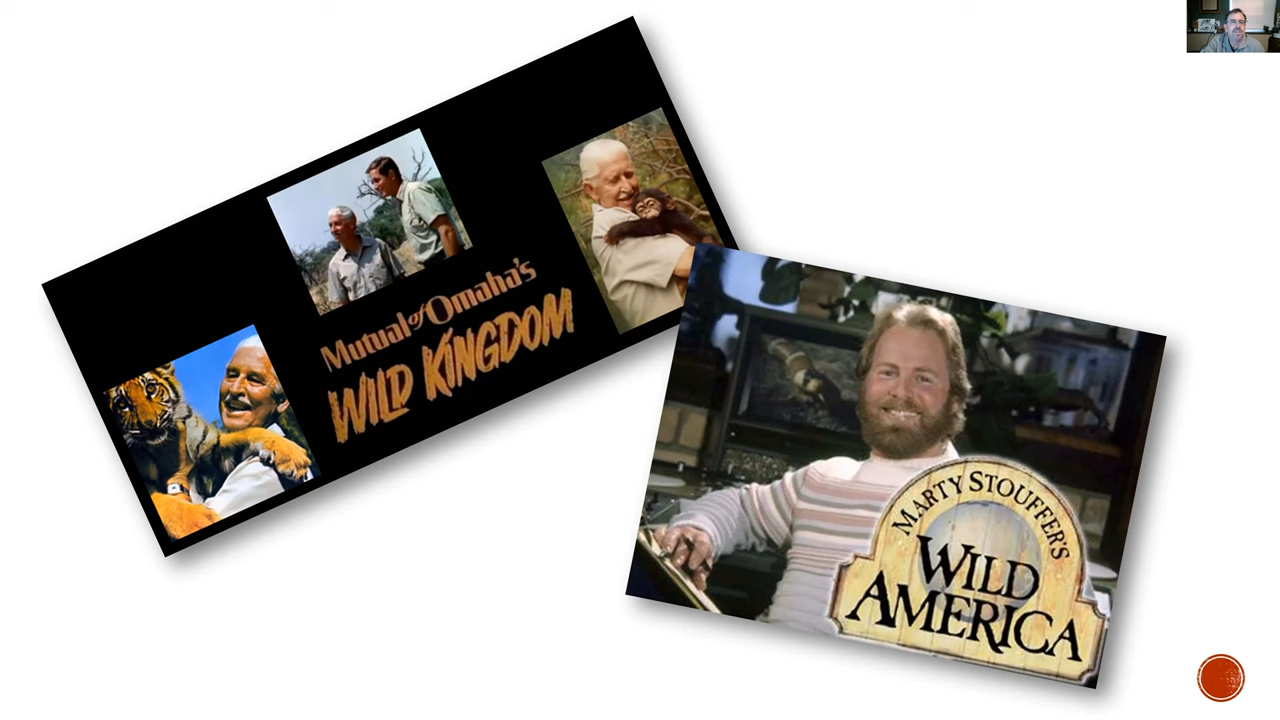 Mutual of Omaha's
WILD KINGDOM
MARTY STOUFFER'S
WILD
AMERICA